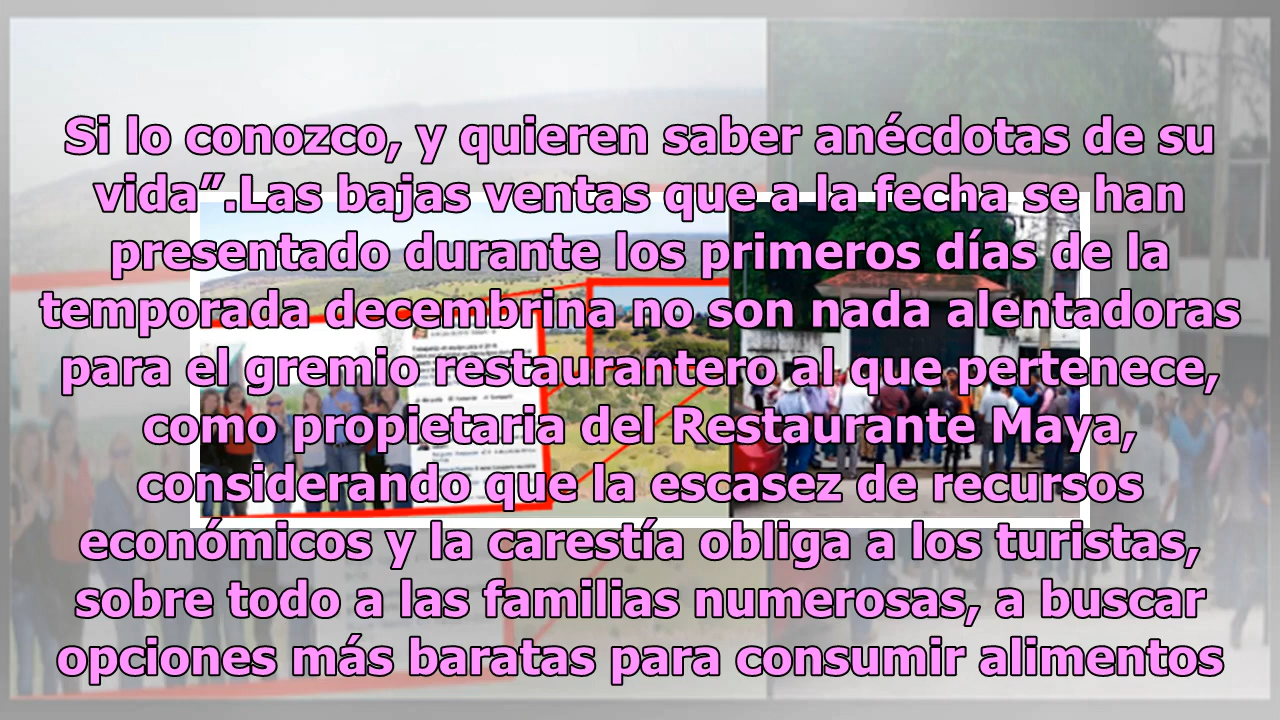 Si lo conozco, y quieren saber anécdotas de su
vida”.Las bajas ventas que a la fecha se han
presentado durante los primeros días de la
temporada decembrina no son nada alentadoras
para el gremio restaurantero al que pertenece,
como propietaria del Restaurante Maya,
considerando que la escasez de recursos
económicos y la carestía obliga a los turistas,
sobre todo a las familias numerosas, a buscar
opciones más baratas para consumir alimentos